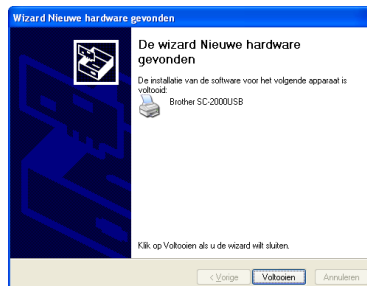 Wizard Nieuwe hardware gevonden
De wizard Nieuwe hardware
gevonden
De installatie van de software voor het volgende apparaat is
voltooid:
Brother SC-2000USB
Klik op Voltooien als u de wizard wilt sluiten.
< Vorige Voltooien Annuleren